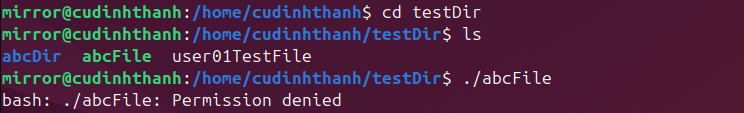 mirror@cudinhthanh:/home/cudinhthanh$ cd testDir
mirror@cudinhthanh:/home/cudinhthanh/testDir$ ls
abcDir  abcFile  user01TestFile
mirror@cudinhthanh:/home/cudinhthanh/testDir$ ./abcFile
bash: ./abcFile: Permission denied